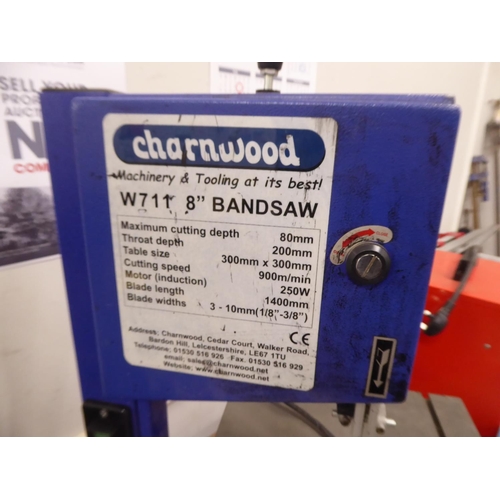 SELL YOUR
charnwood
Machinery & Tooling at its best!
W711 8" BANDSAW
Maximum cutting depth 80mm
Throat depth 200mm
Table size 300mm x 300mm
Cutting speed 900m/min
Motor (induction) 250W
Blade length 1400mm
Blade widths 3 - 10mm(1/8"-3/8")
CE
Address; Charnwood, Cedar Court, Walker Road,
Bardon Hill, Leicestershire, LE67 1TU
Telephone; 01530 516 926 Fax. 01530 516 929
email; sales@charnwood.net
Website; www.charnwood.net